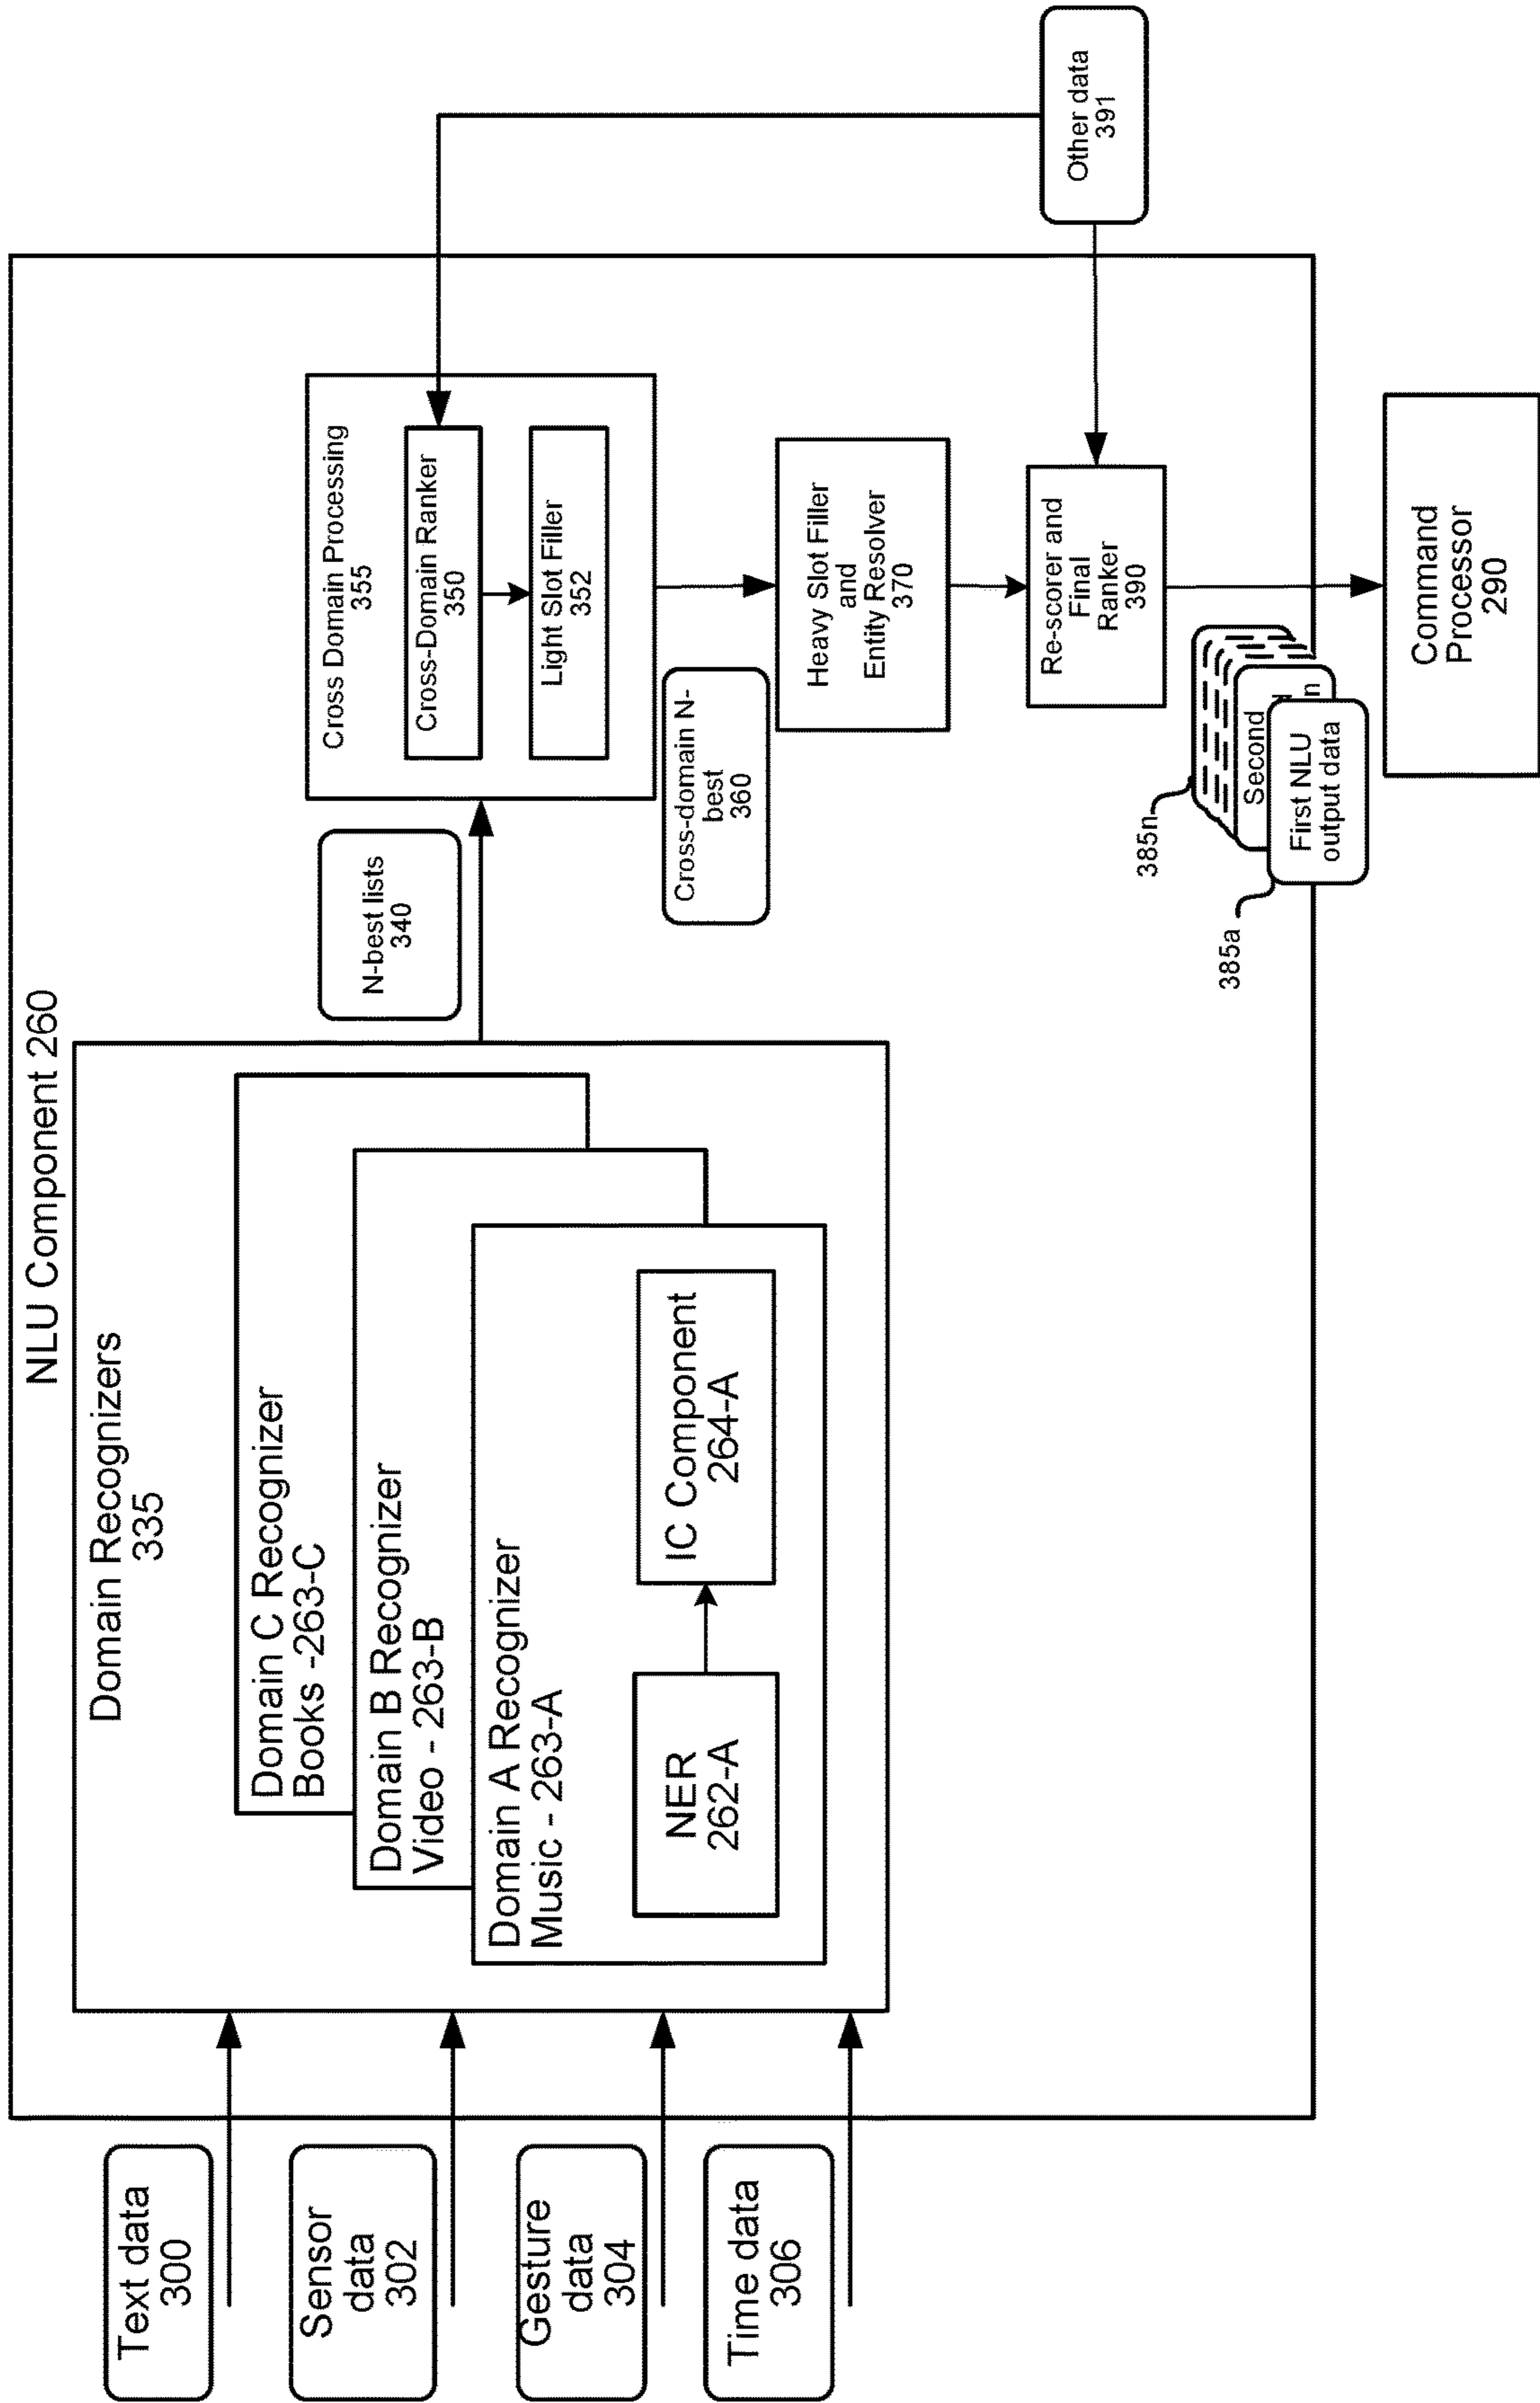 NLU Component 260
Text data
300
Sensor
data
302
Gesture
data
304
Time data
306
Domain Recognizers
335
Domain C Recognizer
Books -263-C
Domain B Recognizer
Video - 263-B
Domain A Recognizer
Music - 263-A
NER
262-A
IC Component
264-A
N-best lists
340
Cross Domain Processing
355
Cross-Domain Ranker
350
Light Slot Filler
352
Cross-domain N-
best
360
Heavy Slot Filler
and
Entity Resolver
370
Re-scorer and
Final
Ranker
390
Other data
391
385n
385a
Second
n
First NLU
output data
Command
Processor
290